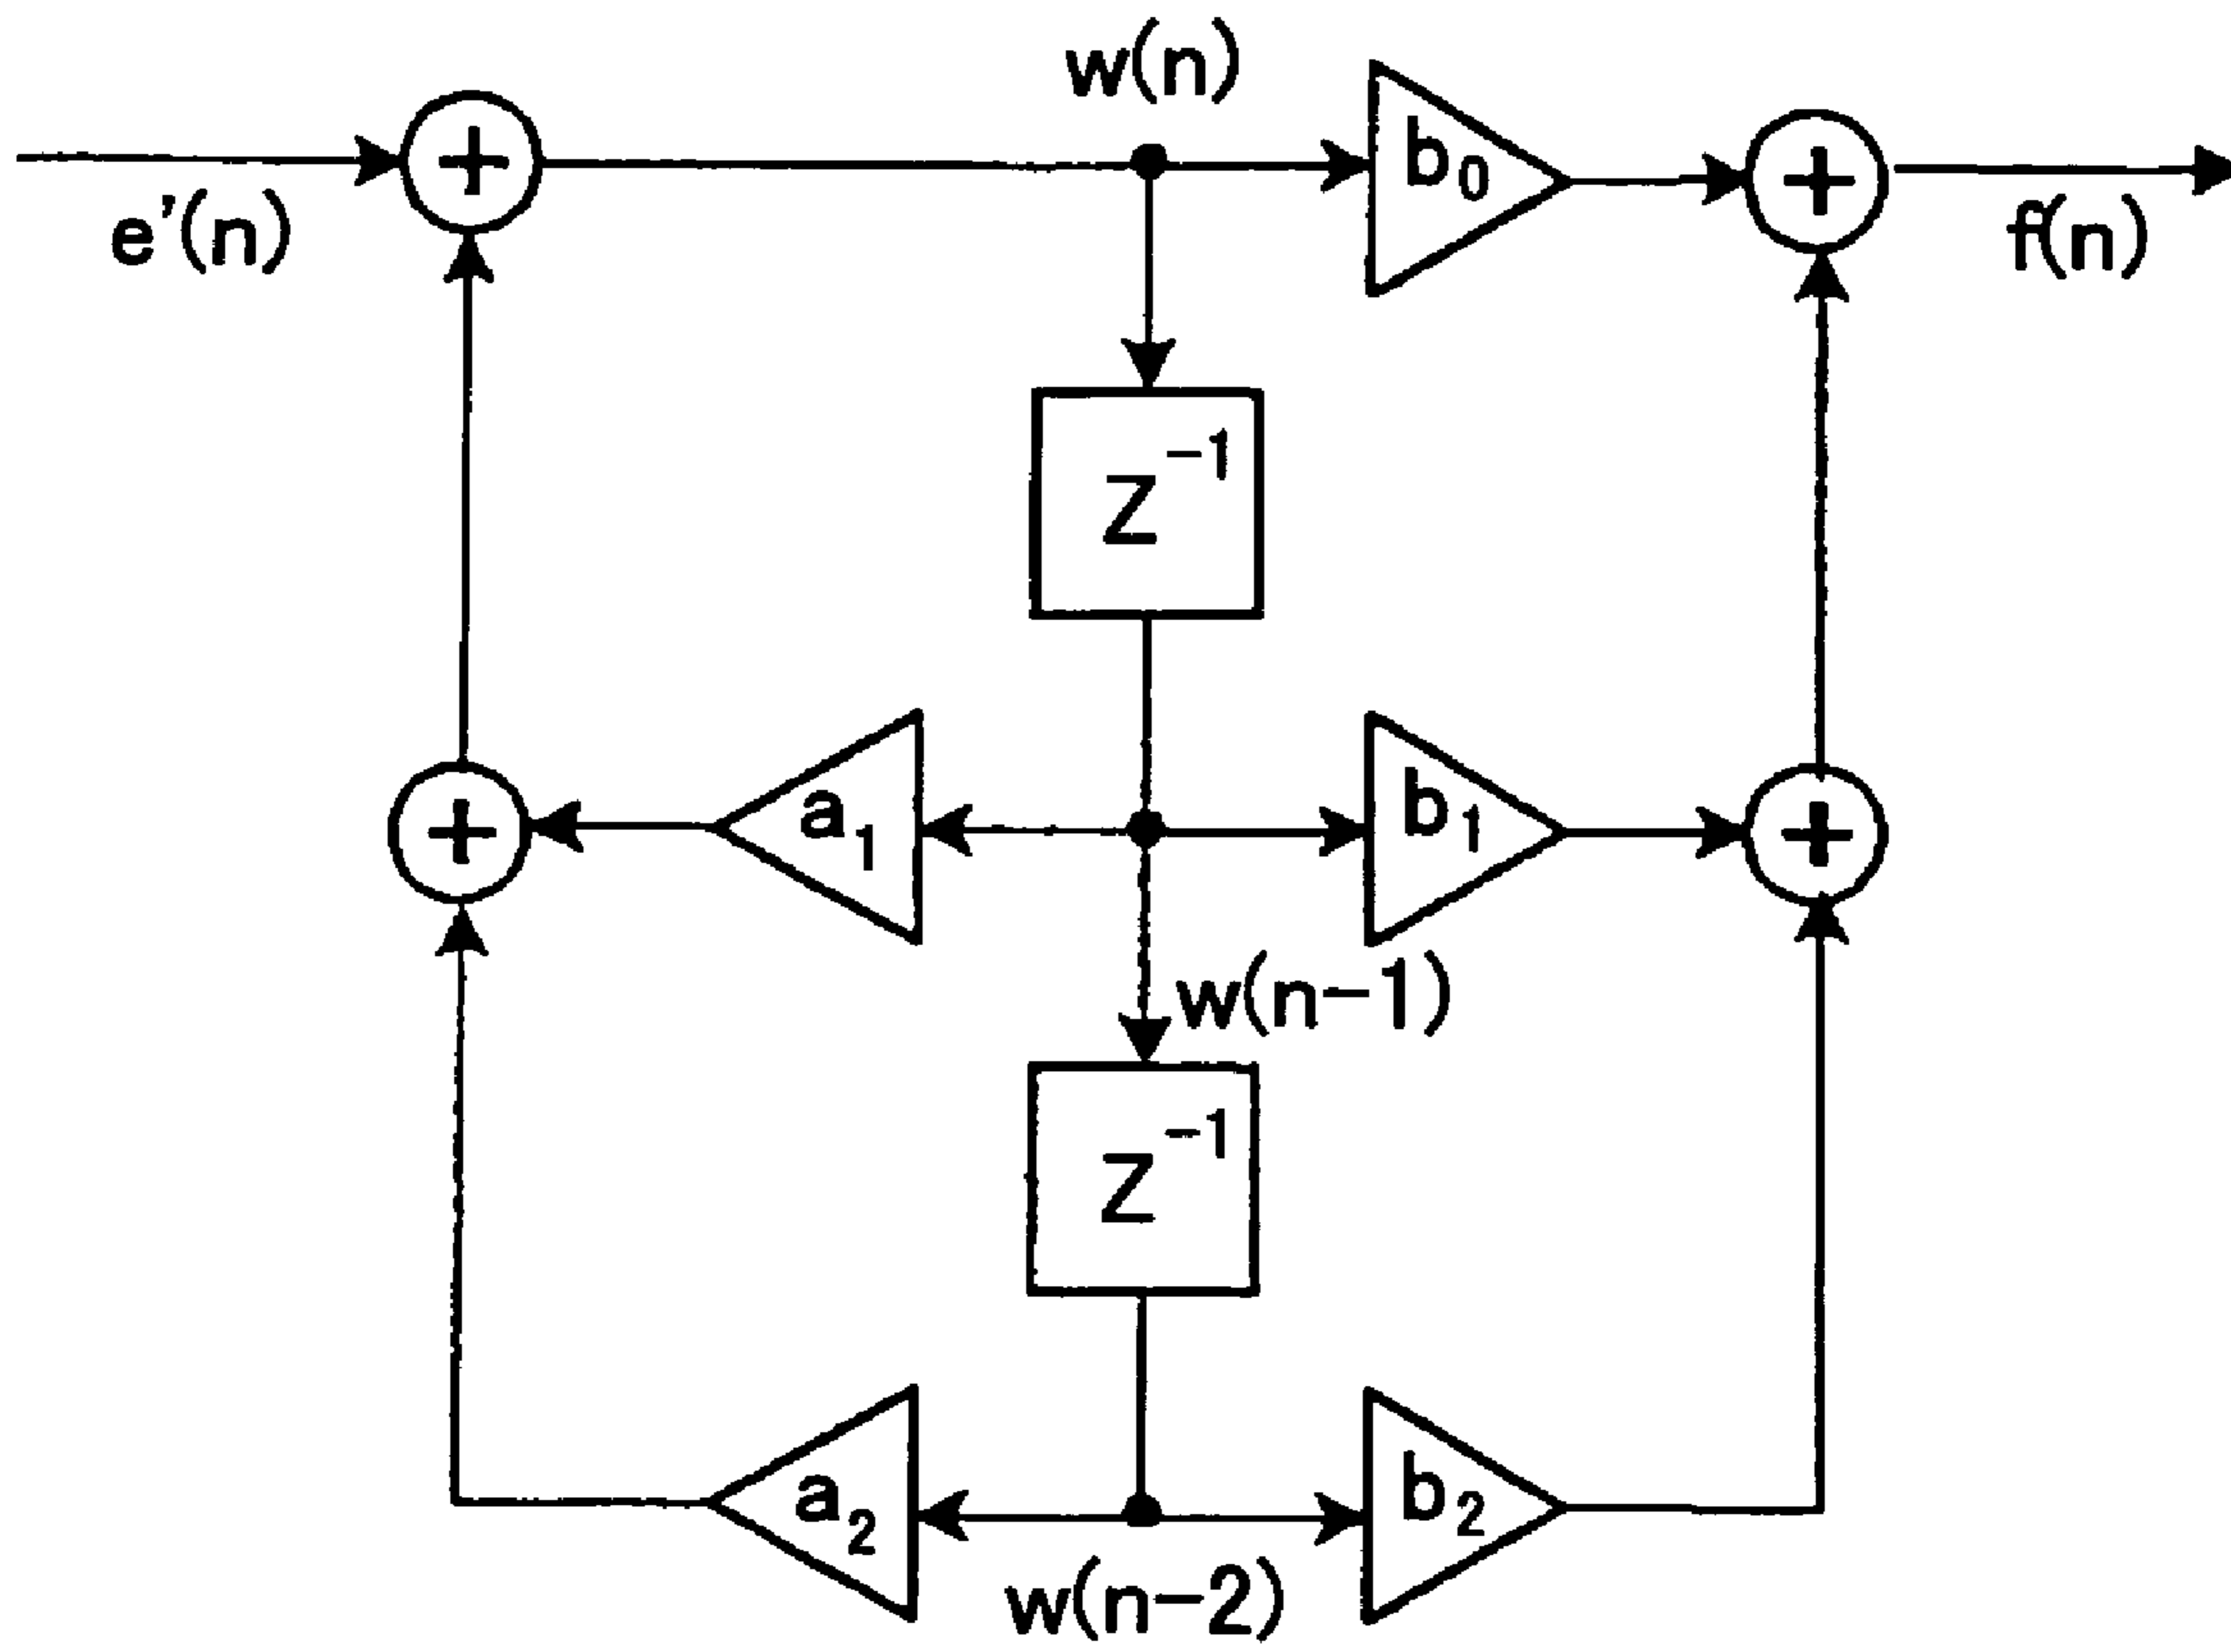 w(n)
b0
+
+
e'(n)
f(n)
Z-1
a1
b1
+
+
w(n-1)
Z-1
a2
b2
w(n-2)